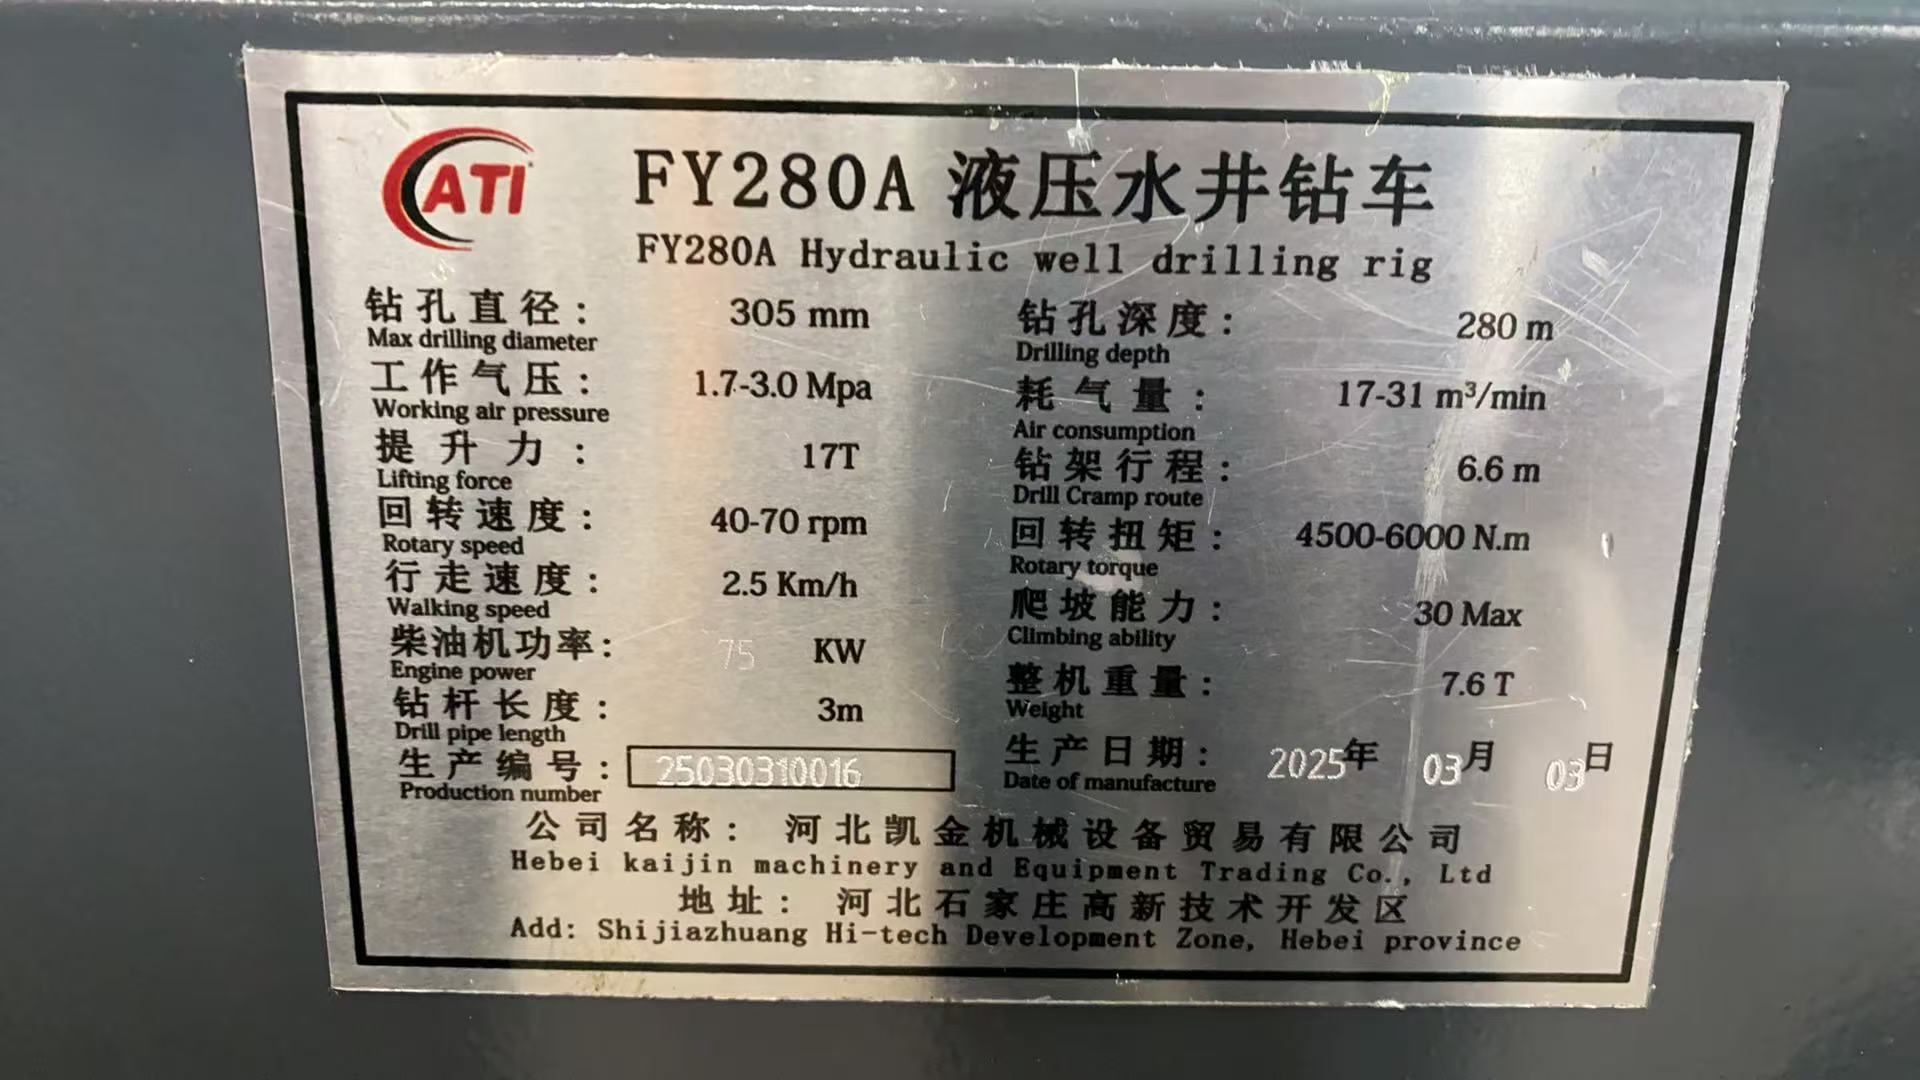 CATI
FY280A 液压水井钻车
FY280A Hydraulic well drilling rig
钻孔直径: 305 mm 钻孔深度: 280 m
Max drilling diameter Drilling depth
工作气压: 1.7-3.0 Mpa 耗气量: 17-31 m³/min
Working air pressure Air consumption
提升力: 17T 钻架行程: 6.6 m
Lifting force Drill Cramp route
回转速度: 40-70 rpm 回转扭矩: 4500-6000 N.m
Rotary speed Rotary torque
行走速度: 2.5 Km/h 爬坡能力: 30 Max
Walking speed Climbing ability
柴油机功率: 75 KW 整机重量: 7.6 T
Engine power Weight
钻杆长度: 3m 生产日期: 2025年 03月 03日
Drill pipe length Date of manufacture
生产编号: 25030310016
Production number
公司名称: 河北凯金机械设备贸易有限公司
Hebei kaijin machinery and Equipment Trading Co., Ltd
地址: 河北石家庄高新技术开发区
Add: Shijiazhuang Hi-tech Development Zone, Hebei province